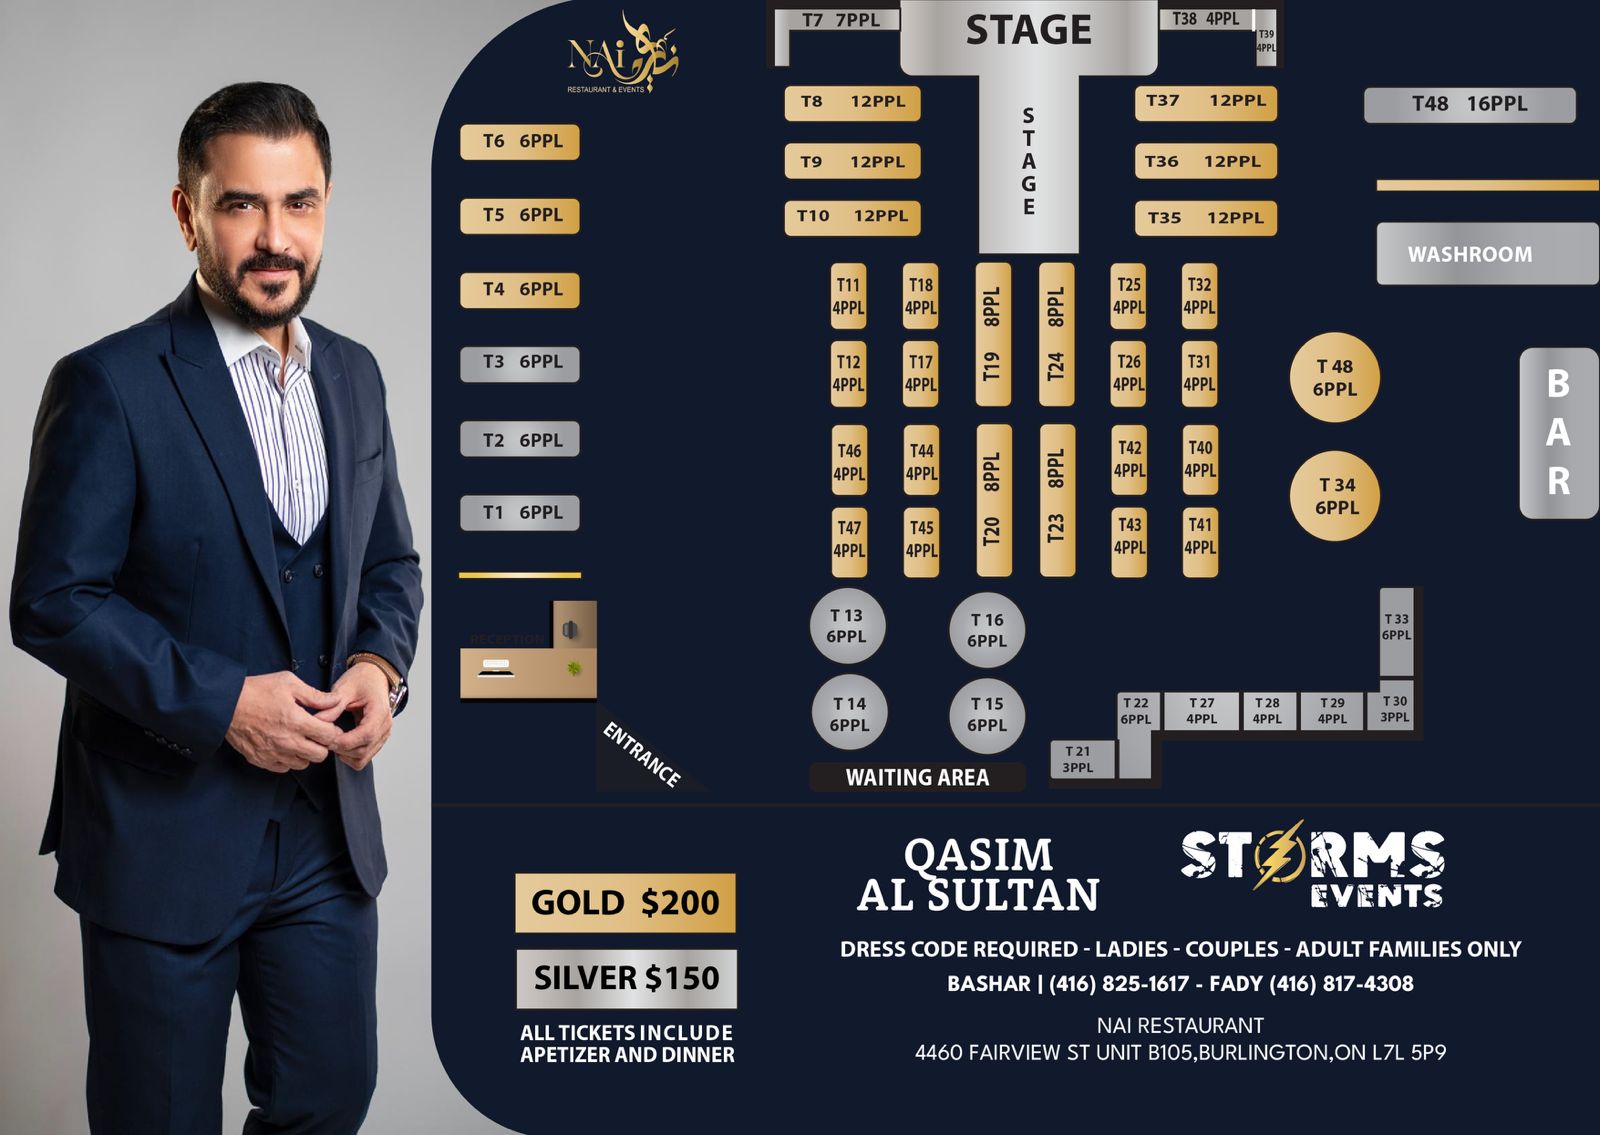 NAi نايري
RESTAURANT & EVENTS
T7 7PPL
STAGE
T38 4PPL
T39
4PPL
T8 12PPL
STAGE
T37 12PPL
T48 16PPL
T6 6PPL
T9 12PPL
T36 12PPL
T5 6PPL
T10 12PPL
T35 12PPL
WASHROOM
T4 6PPL
T11
4PPL
T18
4PPL
T19 8PPL
T24 8PPL
T25
4PPL
T32
4PPL
T3 6PPL
T12
4PPL
T17
4PPL
T26
4PPL
T31
4PPL
T 48
6PPL
BAR
T2 6PPL
T46
4PPL
T44
4PPL
T20 8PPL
T23 8PPL
T42
4PPL
T40
4PPL
T 34
6PPL
T1 6PPL
T47
4PPL
T45
4PPL
T43
4PPL
T41
4PPL
RECEPTION
T 13
6PPL
T 16
6PPL
T 33
6PPL
T 14
6PPL
T 15
6PPL
T 22
6PPL
T 27
4PPL
T 28
4PPL
T 29
4PPL
T 30
3PPL
T 21
3PPL
ENTRANCE
WAITING AREA
GOLD $200
SILVER $150
ALL TICKETS INCLUDE
APETIZER AND DINNER
QASIM
AL SULTAN
STORMS
EVENTS
DRESS CODE REQUIRED - LADIES - COUPLES - ADULT FAMILIES ONLY
BASHAR | (416) 825-1617 - FADY (416) 817-4308
NAI RESTAURANT
4460 FAIRVIEW ST UNIT B105,BURLINGTON,ON L7L 5P9